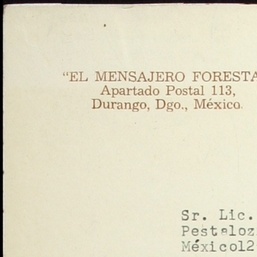 "EL MENSAJERO FORESTA
Apartado Postal 113,
Durango, Dgo., México.
Sr. Lic.
Pestaloz
México12